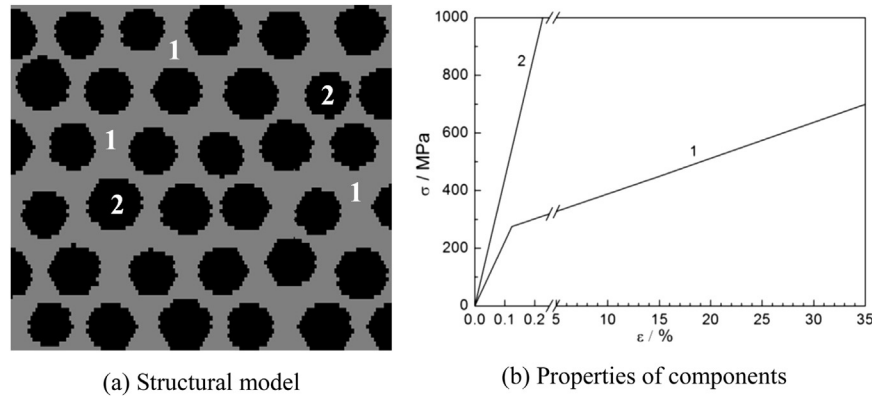 1
2
1
1
2
(a) Structural model
σ / MPa
1000
800
600
400
200
0
2
1
0.0 0.1 0.2 5 10 15 20 25 30 35
ε / %
(b) Properties of components